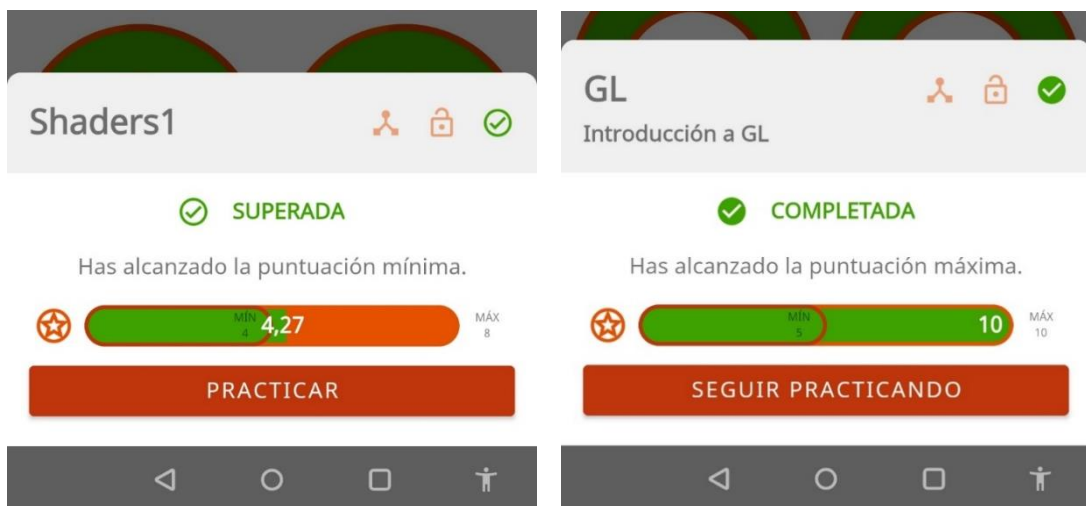 Shaders1
SUPERADA
Has alcanzado la puntuación mínima.
MÍN
4
4,27
MÁX
8
PRACTICAR
GL
Introducción a GL
COMPLETADA
Has alcanzado la puntuación máxima.
MÍN
5
10
MÁX
10
SEGUIR PRACTICANDO